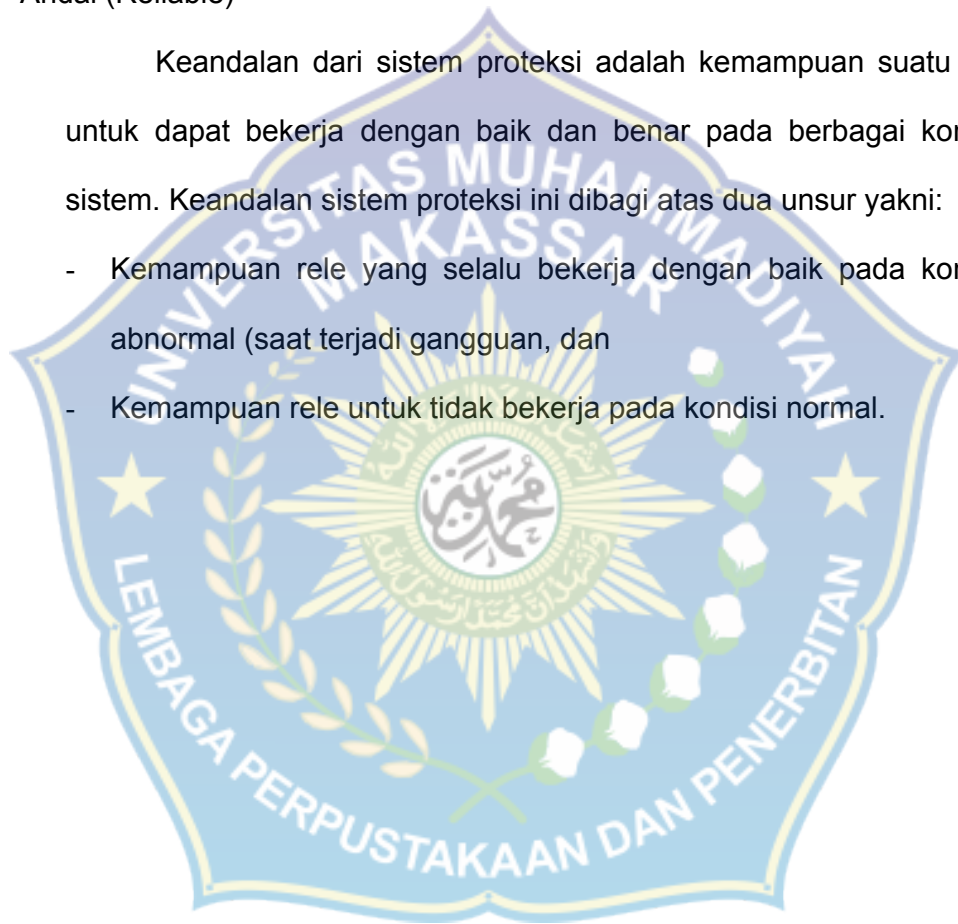 Andal (Reliable)
Keandalan dari sistem proteksi adalah kemampuan suatu
untuk dapat bekerja dengan baik dan benar pada berbagai kon
sistem. Keandalan sistem proteksi ini dibagi atas dua unsur yakni:
- Kemampuan rele yang selalu bekerja dengan baik pada kon
abnormal (saat terjadi gangguan, dan
- Kemampuan rele untuk tidak bekerja pada kondisi normal.
UNIVERSITAS MUHAMMADIYAH
MAKASSAR
محمد
LEMBAGA PERPUSTAKAAN DAN PENERBITAN